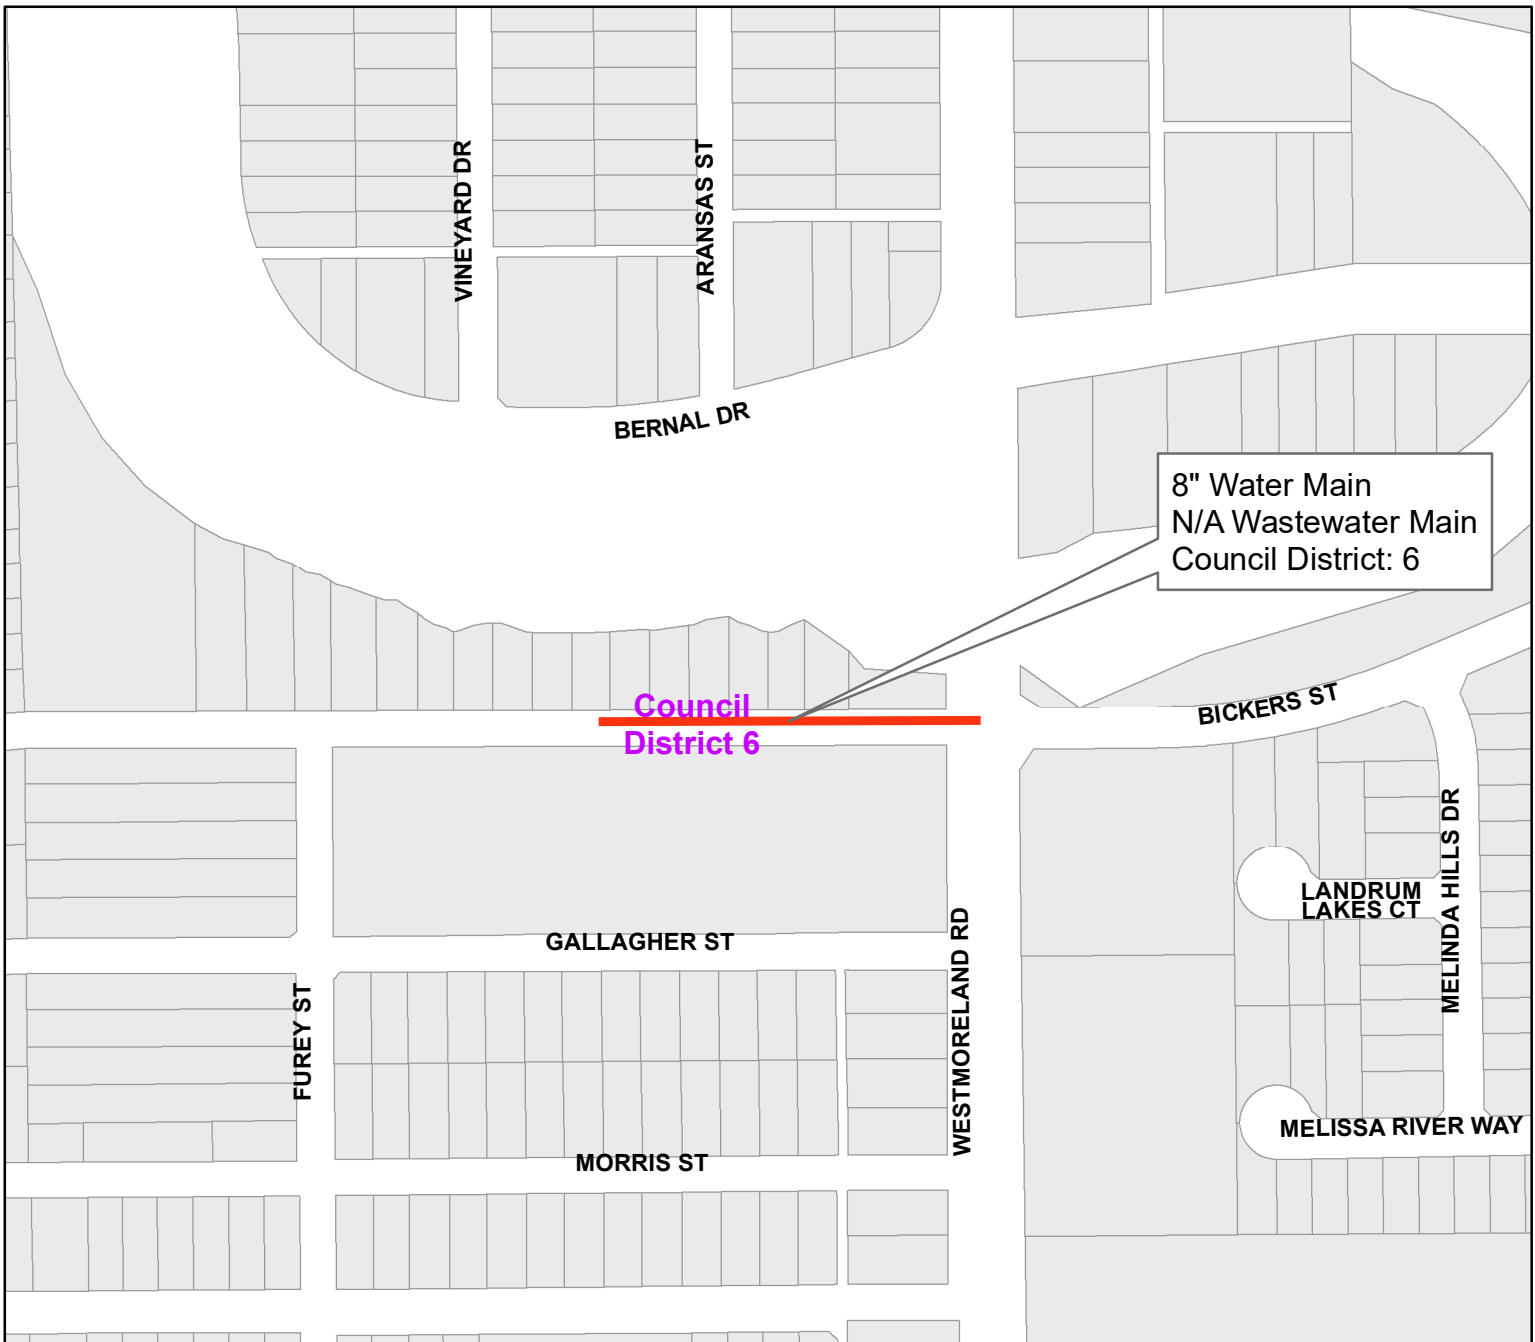 VINEYARD DR
ARANSAS ST
BERNAL DR
8" Water Main
N/A Wastewater Main
Council District: 6
Council
District 6
BICKERS ST
MELINDA HILLS DR
LANDRUM
LAKES CT
GALLAGHER ST
WESTMORELAND RD
FUREY ST
MELISSA RIVER WAY
MORRIS ST